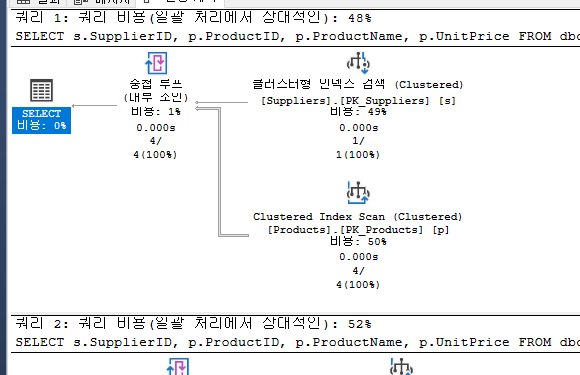 쿼리 1: 쿼리 비용(일괄 처리에서 상대적인): 48%
SELECT s.SupplierID, p.ProductID, p.ProductName, p.UnitPrice FROM dbo
중첩 루프
(내부 조인)
비용: 1%
0.000s
4/
4(100%)
클러스터형 인덱스 검색 (Clustered)
[Suppliers].[PK_Suppliers] [s]
비용: 49%
0.000s
1/
1(100%)
SELECT
비용: 0%
Clustered Index Scan (Clustered)
[Products].[PK_Products] [p]
비용: 50%
0.000s
4/
4(100%)
쿼리 2: 쿼리 비용(일괄 처리에서 상대적인): 52%
SELECT s.SupplierID, p.ProductID, p.ProductName, p.UnitPrice FROM dbo